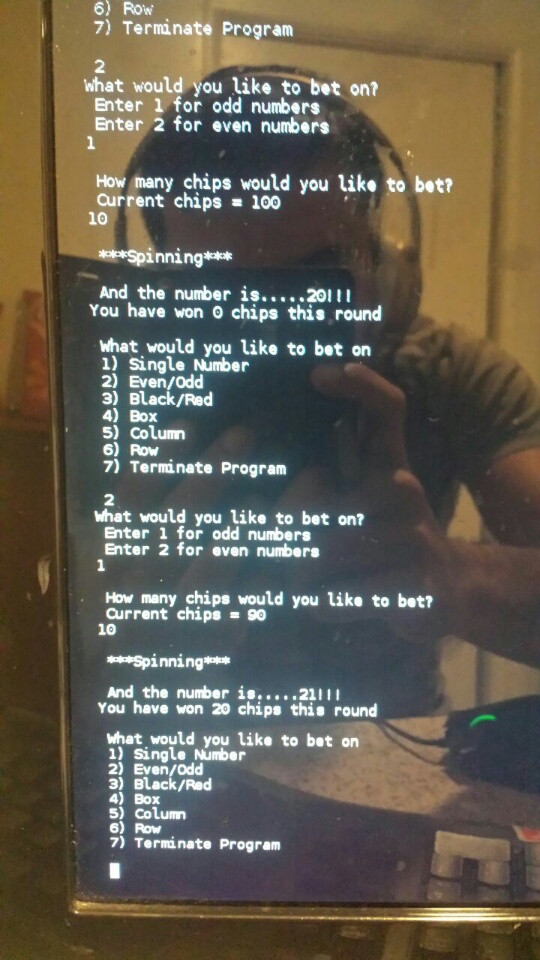 6) Row
7) Terminate Program
2
What would you like to bet on?
Enter 1 for odd numbers
Enter 2 for even numbers
1
How many chips would you like to bet?
Current chips = 100
10
***Spinning***
And the number is.....20!!!
You have won 0 chips this round
What would you like to bet on
1) Single Number
2) Even/Odd
3) Black/Red
4) Box
5) Column
6) Row
7) Terminate Program
2
What would you like to bet on?
Enter 1 for odd numbers
Enter 2 for even numbers
1
How many chips would you like to bet?
Current chips = 90
10
***Spinning***
And the number is.....21!!!
You have won 20 chips this round
What would you like to bet on
1) Single Number
2) Even/Odd
3) Black/Red
4) Box
5) Column
6) Row
7) Terminate Program